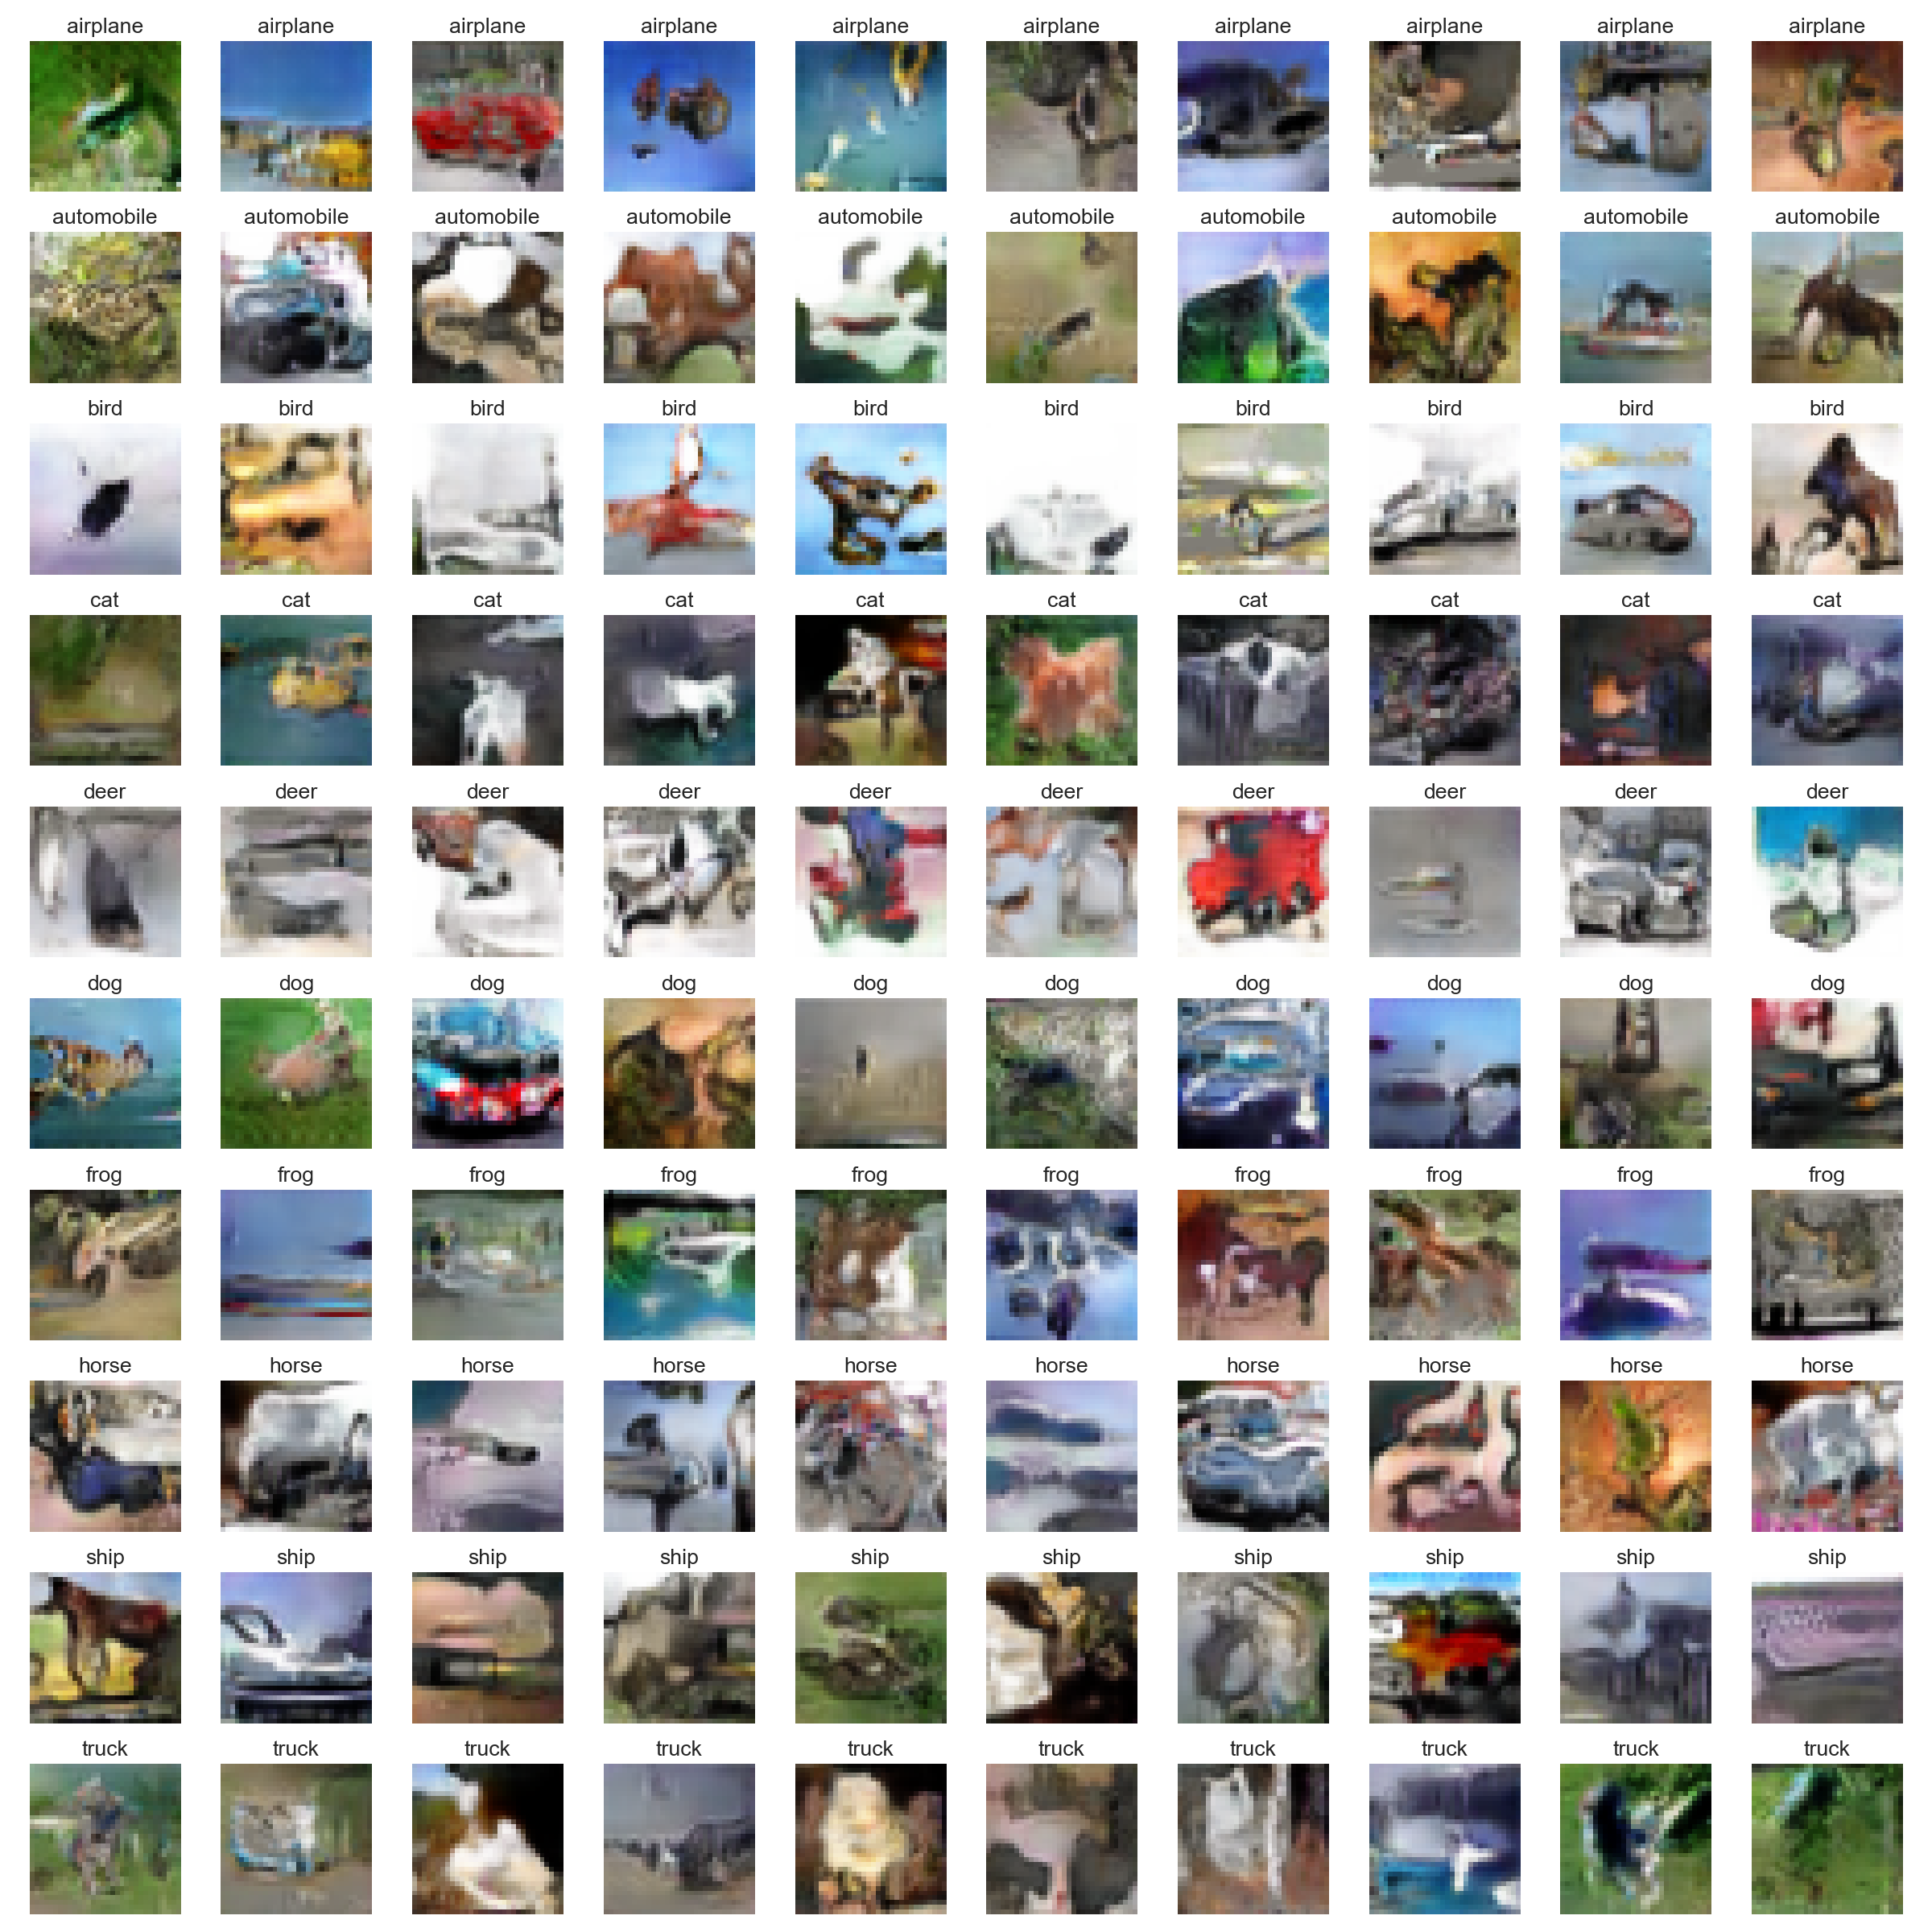 airplane airplane airplane airplane airplane airplane airplane airplane airplane airplane
automobile automobile automobile automobile automobile automobile automobile automobile automobile automobile
bird bird bird bird bird bird bird bird bird bird
cat cat cat cat cat cat cat cat cat cat
deer deer deer deer deer deer deer deer deer deer
dog dog dog dog dog dog dog dog dog dog
frog frog frog frog frog frog frog frog frog frog
horse horse horse horse horse horse horse horse horse horse
ship ship ship ship ship ship ship ship ship ship
truck truck truck truck truck truck truck truck truck truck